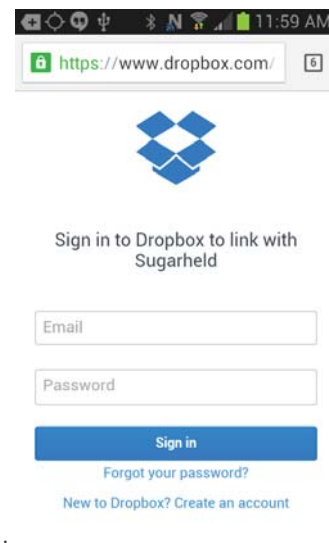 11:59 AM
https://www.dropbox.com/
6
Sign in to Dropbox to link with
Sugarheld
Email
Password
Sign in
Forgot your password?
New to Dropbox? Create an account
.